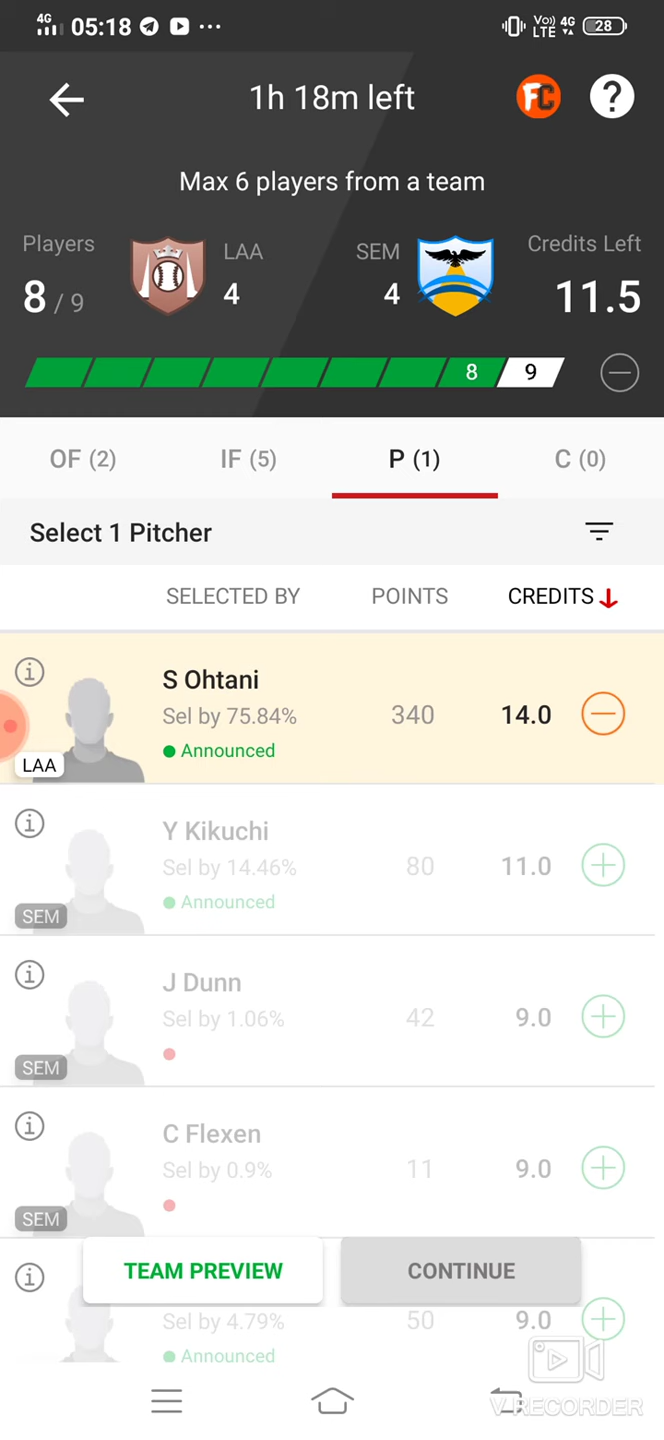 4G 05:18 ... Vo)) LTE 4G 28
1h 18m left FC ?
Max 6 players from a team
Players LAA SEM Credits Left
8 / 9 4 4 11.5
8 9
OF (2) IF (5) P (1) C (0)
Select 1 Pitcher
SELECTED BY POINTS CREDITS
S Ohtani
Sel by 75.84% 340 14.0
Announced
LAA
Y Kikuchi
Sel by 14.46% 80 11.0
Announced
SEM
J Dunn
Sel by 1.06% 42 9.0
SEM
C Flexen
Sel by 0.9% 11 9.0
SEM
TEAM PREVIEW CONTINUE
Sel by 4.79% 50 9.0
Announced
V RECORDER